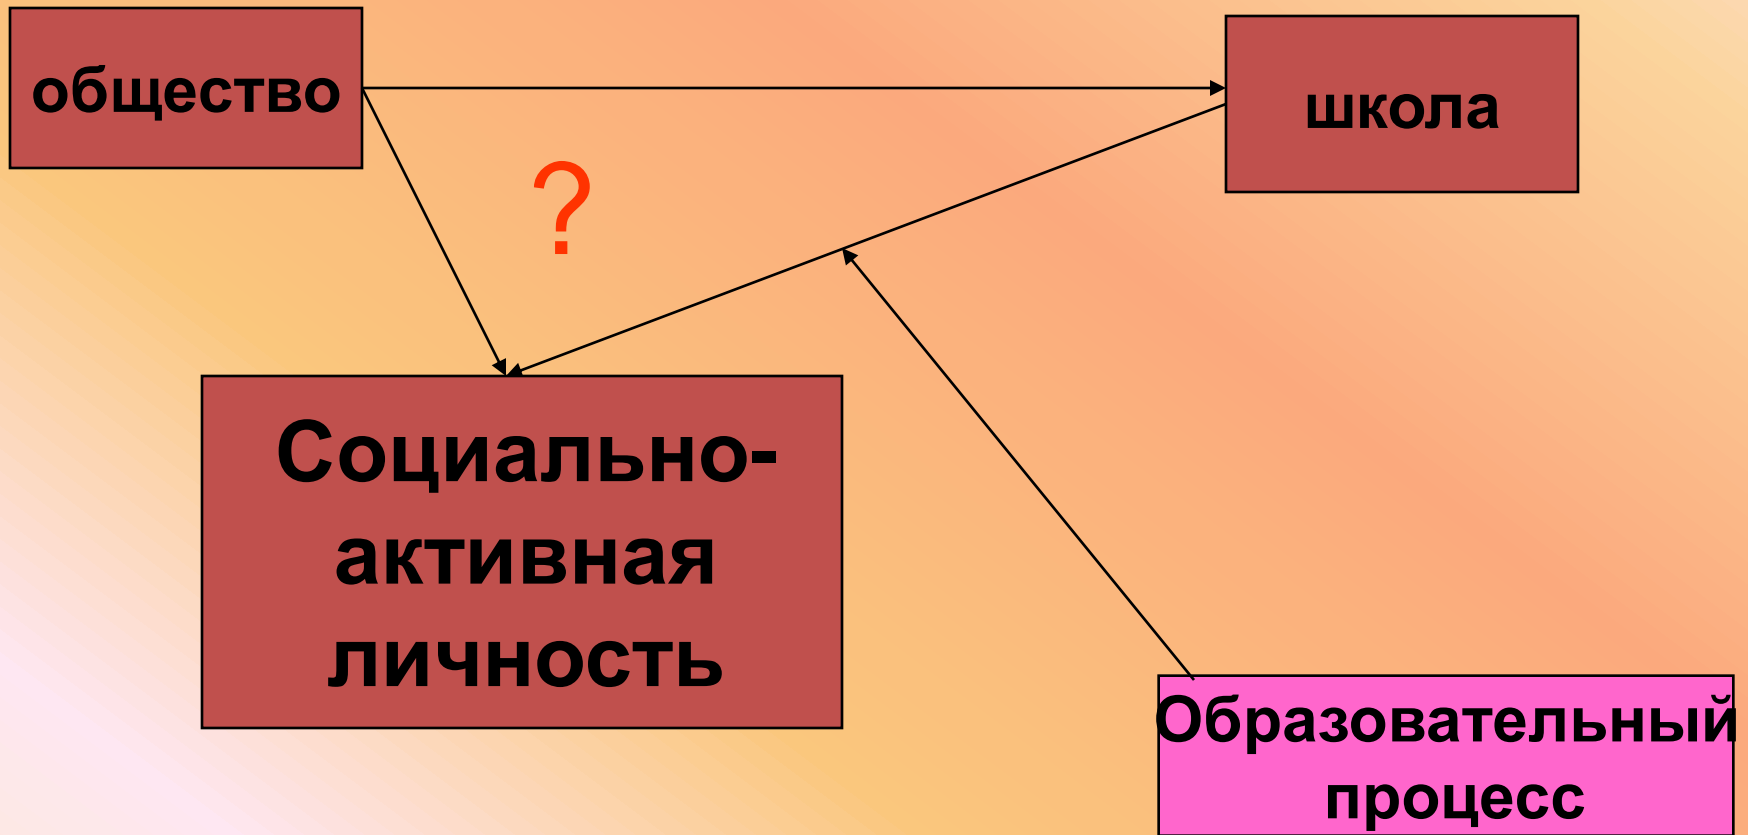 общество
школа
?
Социально-
активная
личность
Образовательный
процесс